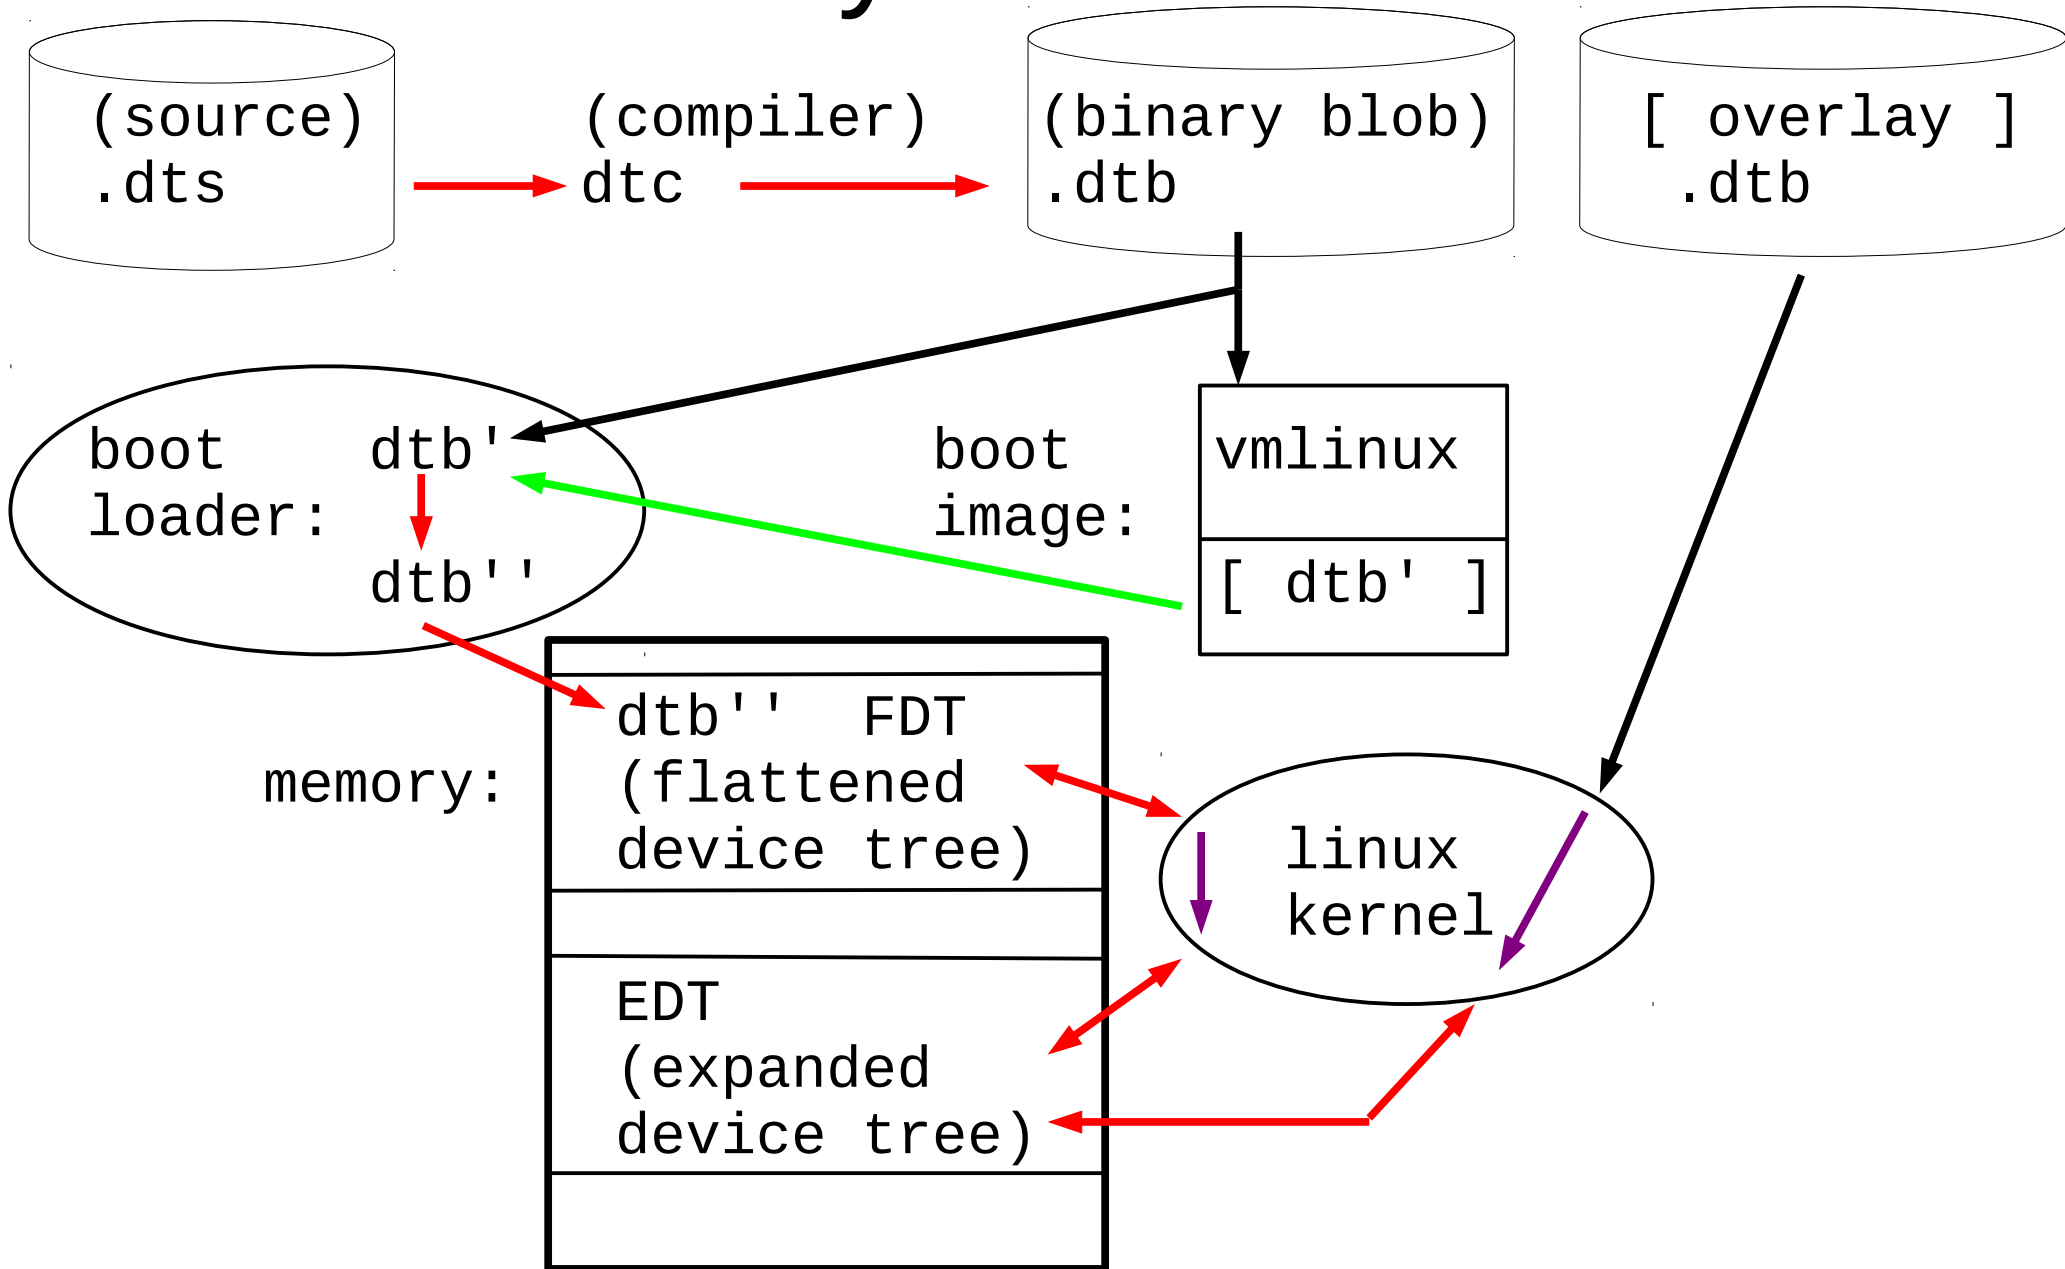 (source)
.dts
(compiler)
dtc
(binary blob)
.dtb
[ overlay ]
.dtb
boot
loader:
dtb'
dtb''
boot
image:
vmlinux
[ dtb' ]
memory:
dtb''  FDT
(flattened
device tree)
EDT
(expanded
device tree)
linux
kernel